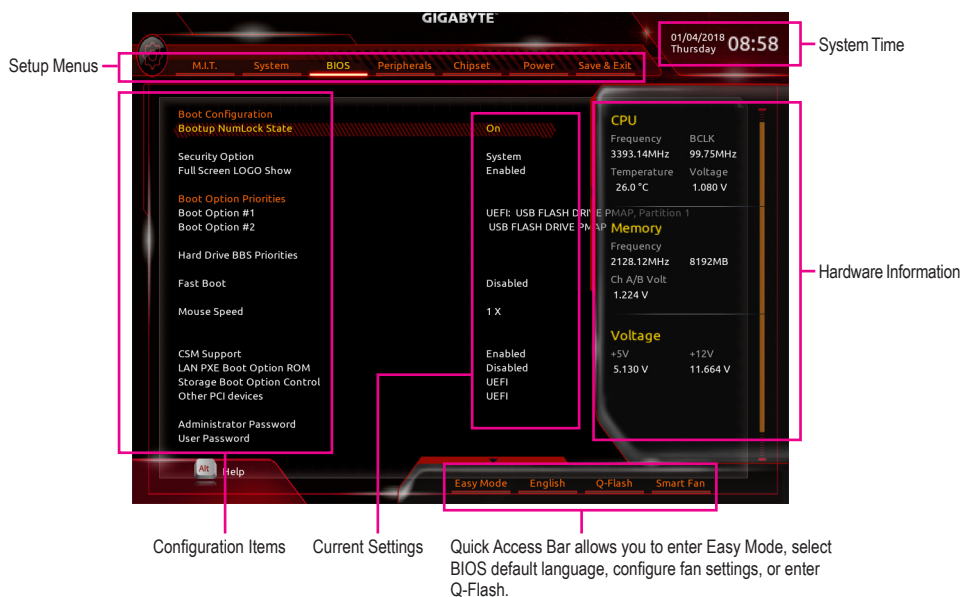 GIGABYTE™
01/04/2018
Thursday
08:58
System Time
Setup Menus
M.I.T. System BIOS Peripherals Chipset Power Save & Exit
Boot Configuration
Bootup NumLock State On
Security Option System
Full Screen LOGO Show Enabled
Boot Option Priorities
Boot Option #1 UEFI: USB FLASH DRIVE PMAP, Partition 1
Boot Option #2 USB FLASH DRIVE PMAP
Hard Drive BBS Priorities
Fast Boot Disabled
Mouse Speed 1 X
CSM Support Enabled
LAN PXE Boot Option ROM Disabled
Storage Boot Option Control UEFI
Other PCI devices UEFI
Administrator Password
User Password
CPU
Frequency BCLK
3393.14MHz 99.75MHz
Temperature Voltage
26.0 °C 1.080 V
Memory
Frequency
2128.12MHz 8192MB
Ch A/B Volt
1.224 V
Voltage
+5V +12V
5.130 V 11.664 V
Hardware Information
Alt Help
Easy Mode English Q-Flash Smart Fan
Configuration Items
Current Settings
Quick Access Bar allows you to enter Easy Mode, select
BIOS default language, configure fan settings, or enter
Q-Flash.